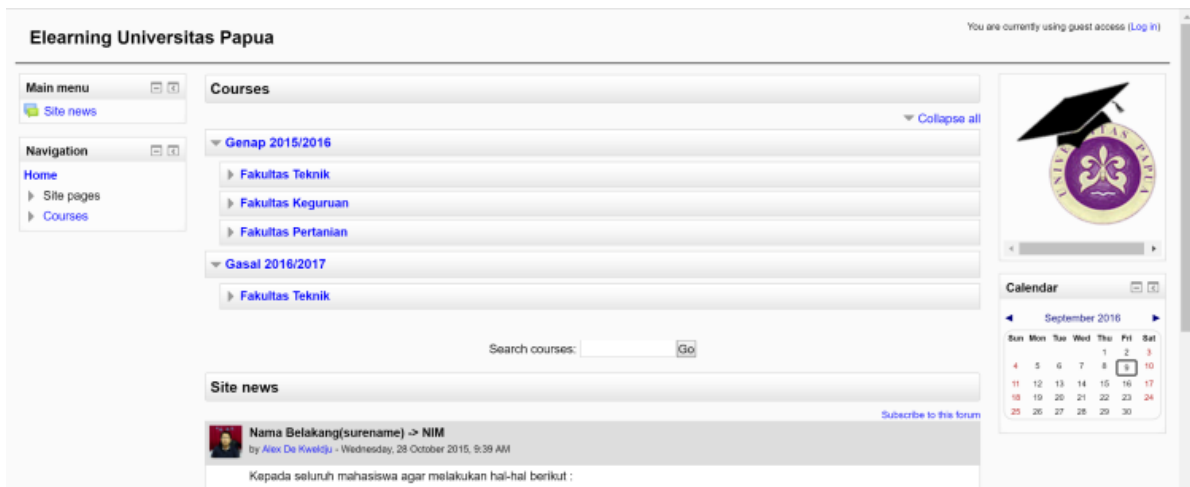 Elearning Universitas Papua
You are currently using guest access (Log in)
Main menu
Site news
Navigation
Home
Site pages
Courses
Courses
Collapse all
Genap 2015/2016
Fakultas Teknik
Fakultas Keguruan
Fakultas Pertanian
Gasal 2016/2017
Fakultas Teknik
Search courses: Go
Site news
Subscribe to this forum
Nama Belakang(surename) -> NIM
by Alex De Kweldju - Wednesday, 28 October 2015, 9:39 AM
Kepada seluruh mahasiswa agar melakukan hal-hal berikut :
UNIVERSITAS PAPUA
Calendar
September 2016
Sun Mon Tue Wed Thu Fri Sat
1 2 3
4 5 6 7 8 9 10
11 12 13 14 15 16 17
18 19 20 21 22 23 24
25 26 27 28 29 30